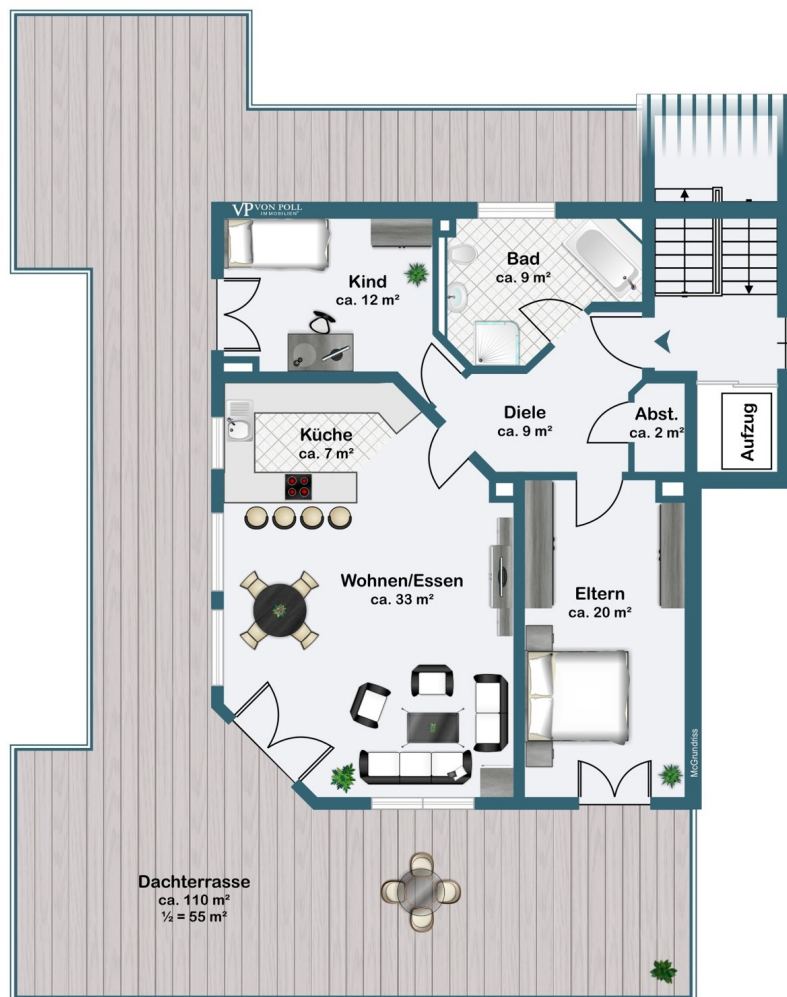 VP VON POLL
IMMOBILIEN
Bad
ca. 9 m²
Kind
ca. 12 m²
Diele
ca. 9 m²
Abst.
ca. 2 m²
Aufzug
Küche
ca. 7 m²
Wohnen/Essen
ca. 33 m²
Eltern
ca. 20 m²
McGrundriss
Dachterrasse
ca. 110 m²
½ = 55 m²